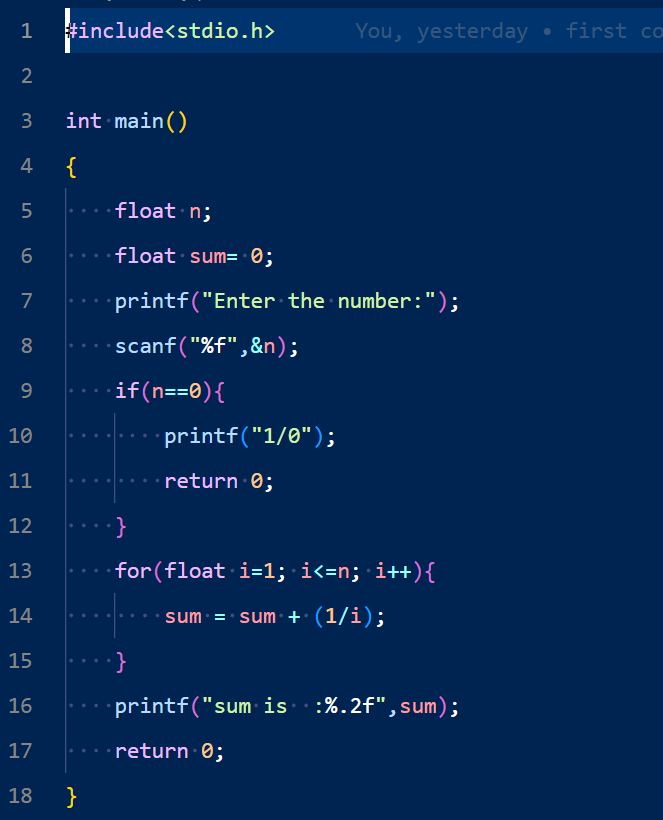 1 #include<stdio.h> You, yesterday • first co
2
3 int main()
4 {
5 float n;
6 float sum= 0;
7 printf("Enter the number:");
8 scanf("%f",&n);
9 if(n==0){
10 printf("1/0");
11 return 0;
12 }
13 for(float i=1; i<=n; i++){
14 sum = sum + (1/i);
15 }
16 printf("sum is  :%.2f",sum);
17 return 0;
18 }